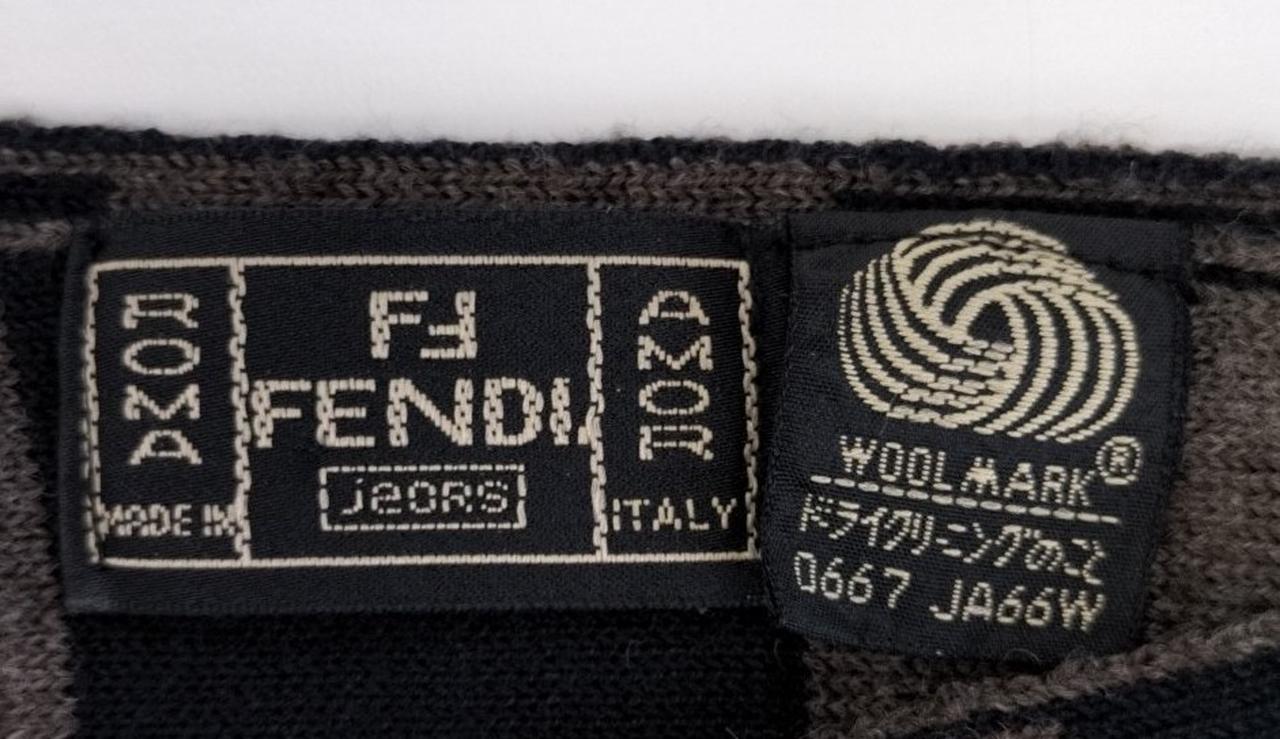 ROMA
MADE IN
FF
FENDI
jeans
AMOR
ITALY
WOOLMARK®
ドライクリーニングのこと
0667 JA66W